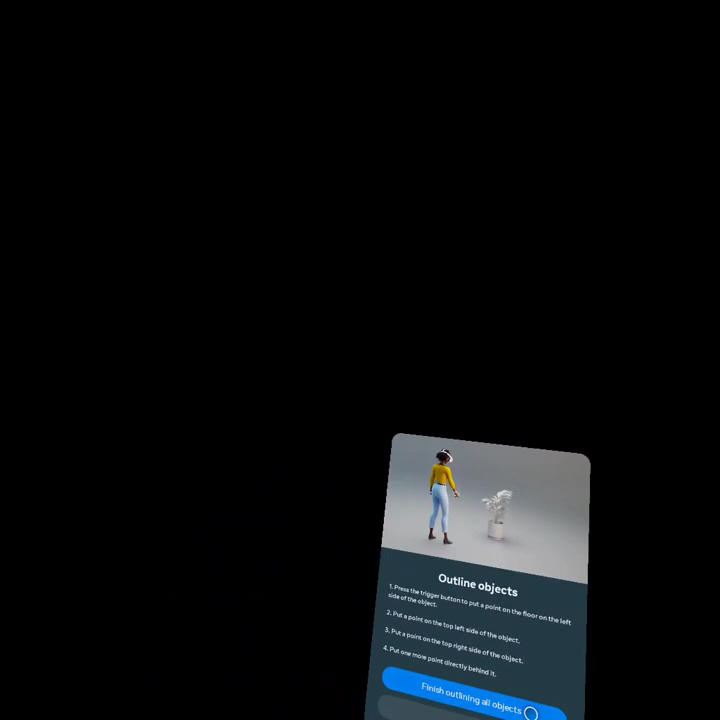 Outline objects
1. Press the trigger button to put a point on the floor on the left
side of the object.
2. Put a point on the top left side of the object.
3. Put a point on the top right side of the object.
4. Put one more point directly behind it.
Finish outlining all objects